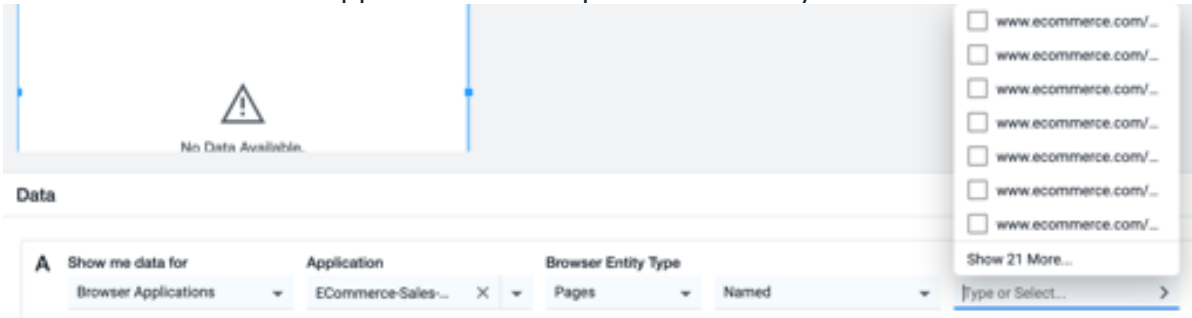 www.ecommerce.com/...
www.ecommerce.com/...
www.ecommerce.com/...
www.ecommerce.com/...
www.ecommerce.com/...
www.ecommerce.com/...
www.ecommerce.com/...
Show 21 More...
No Data Available.
Data
A Show me data for Application Browser Entity Type
Browser Applications ECommerce-Sales-... Pages Named Type or Select...